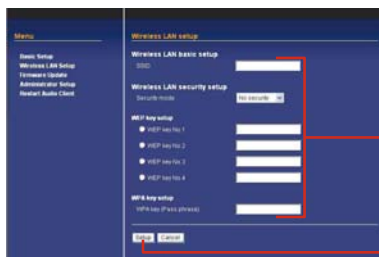 Menu
Basic Setup
Wireless LAN Setup
Firmware Update
Administrator Setup
Restart Audio Client
Wireless LAN setup
Wireless LAN basic setup
SSID
Wireless LAN security setup
Security mode
No security
WEP key setup
WEP key No.1
WEP key No.2
WEP key No.3
WEP key No.4
WPA key setup
WPA key (Pass phrase)
Setup Cancel